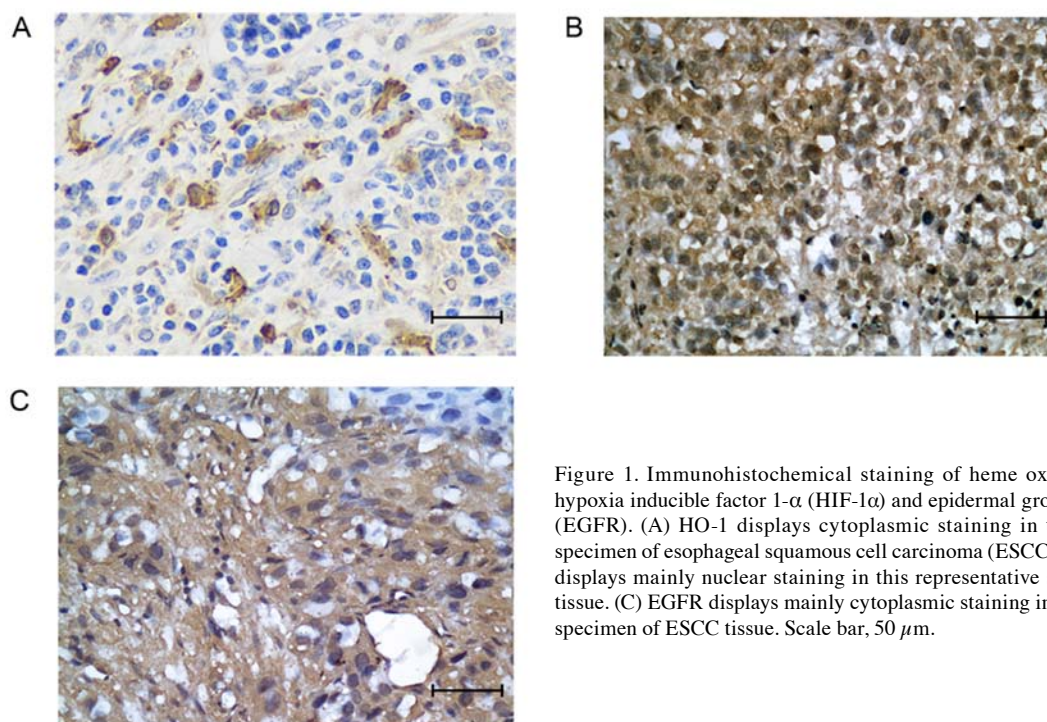 A
B
C
Figure 1. Immunohistochemical staining of heme ox
hypoxia inducible factor 1-α (HIF-1α) and epidermal gro
(EGFR). (A) HO-1 displays cytoplasmic staining in
specimen of esophageal squamous cell carcinoma (ESCC
displays mainly nuclear staining in this representative
tissue. (C) EGFR displays mainly cytoplasmic staining in
specimen of ESCC tissue. Scale bar, 50 µm.